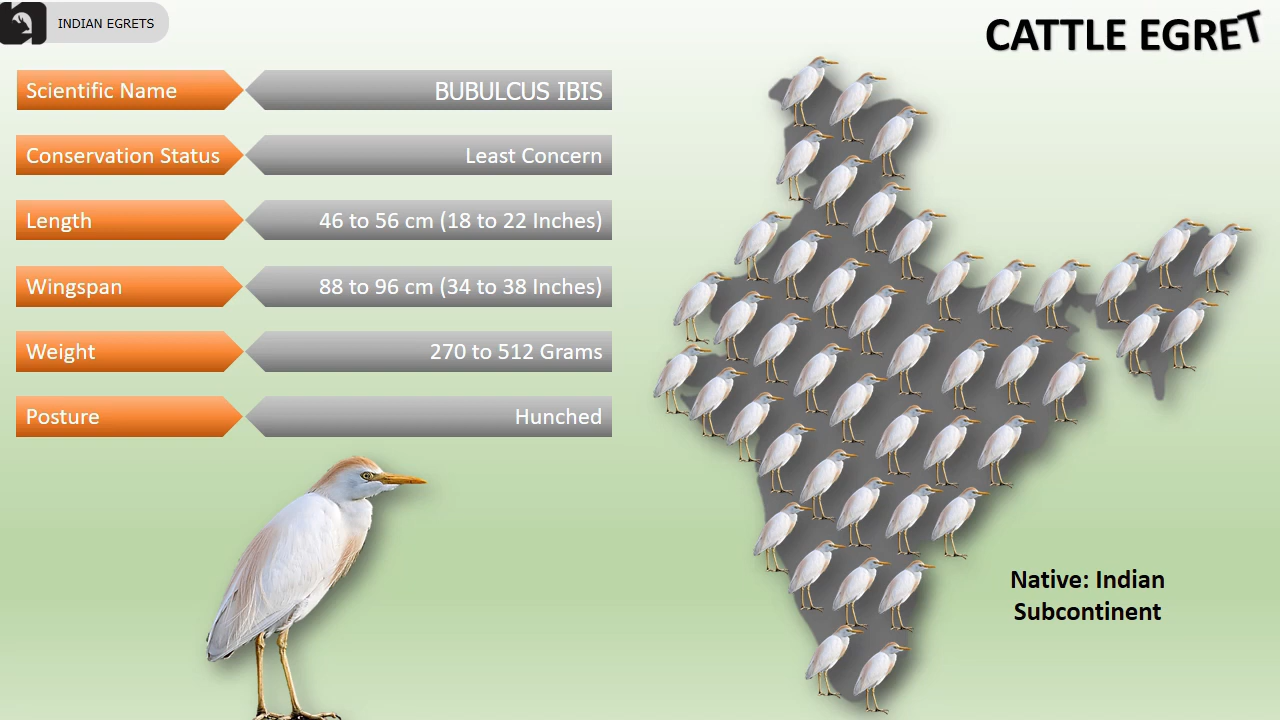 INDIAN EGRETS
CATTLE EGRET
Scientific Name
BUBULCUS IBIS
Conservation Status
Least Concern
Length
46 to 56 cm (18 to 22 Inches)
Wingspan
88 to 96 cm (34 to 38 Inches)
Weight
270 to 512 Grams
Posture
Hunched
Native: Indian
Subcontinent